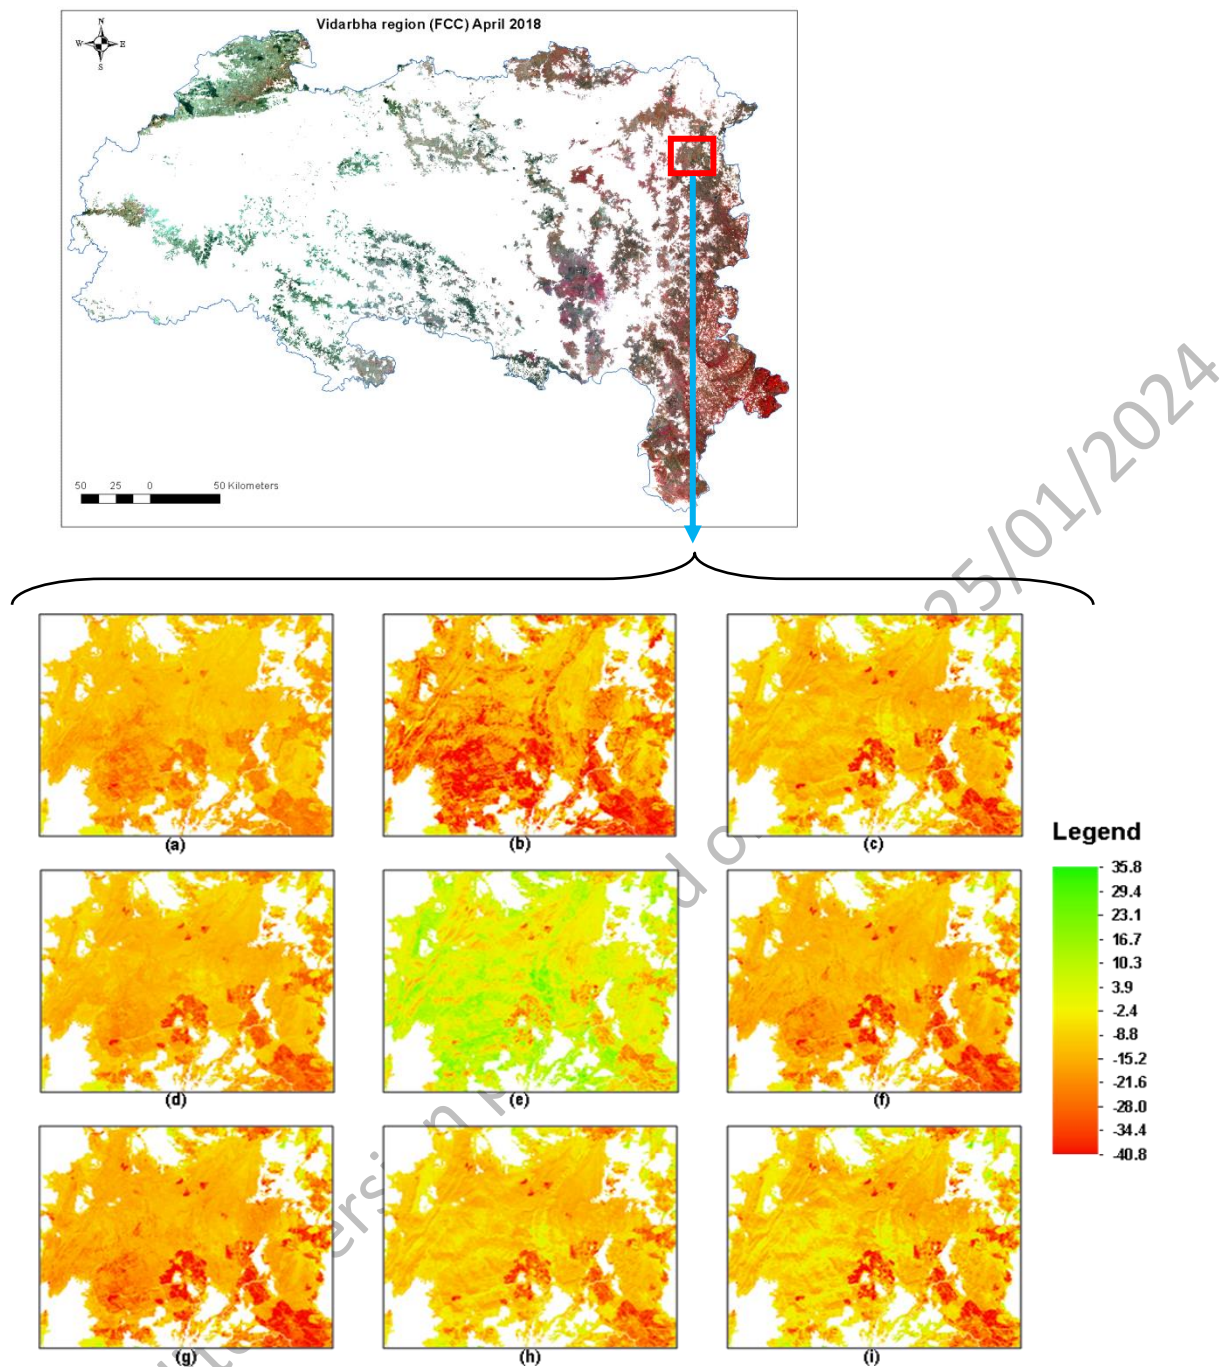 Vidarbha region (FCC) April 2018
N
W E
S
50 25 0 50 Kilometers
25/01/2024
(a)
(b)
(c)
Legend
35.8
29.4
23.1
16.7
10.3
3.9
-2.4
-8.8
-15.2
-21.6
-28.0
-34.4
-40.8
(d)
(e)
(f)
(g)
(h)
(i)